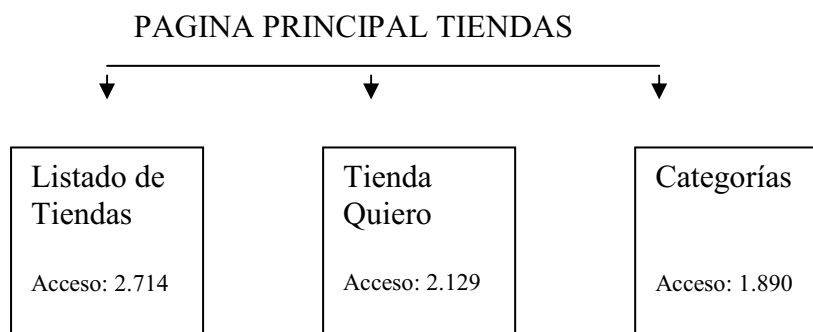 PAGINA PRINCIPAL TIENDAS
Listado de
Tiendas
Acceso: 2.714
Tienda
Quiero
Acceso: 2.129
Categorías
Acceso: 1.890